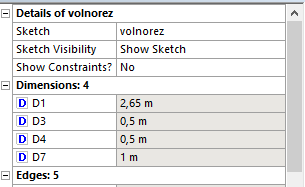 Details of volnorez
Sketch volnorez
Sketch Visibility Show Sketch
Show Constraints? No
Dimensions: 4
D D1 2,65 m
D D3 0,5 m
D D4 0,5 m
D D7 1 m
Edges: 5